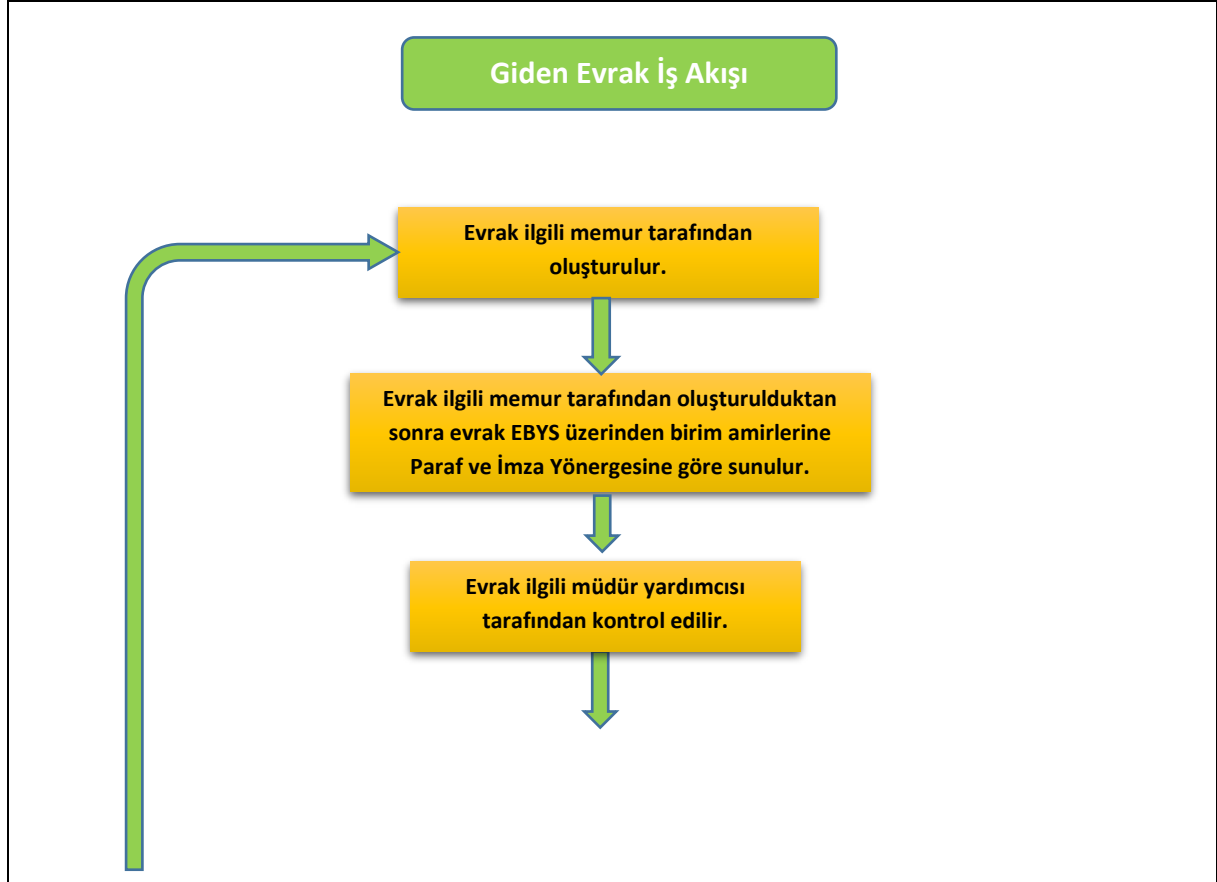 Giden Evrak İş Akışı
Evrak ilgili memur tarafından
oluşturulur.
Evrak ilgili memur tarafından oluşturulduktan
sonra evrak EBYS üzerinden birim amirlerine
Paraf ve İmza Yönergesine göre sunulur.
Evrak ilgili müdür yardımcısı
tarafından kontrol edilir.